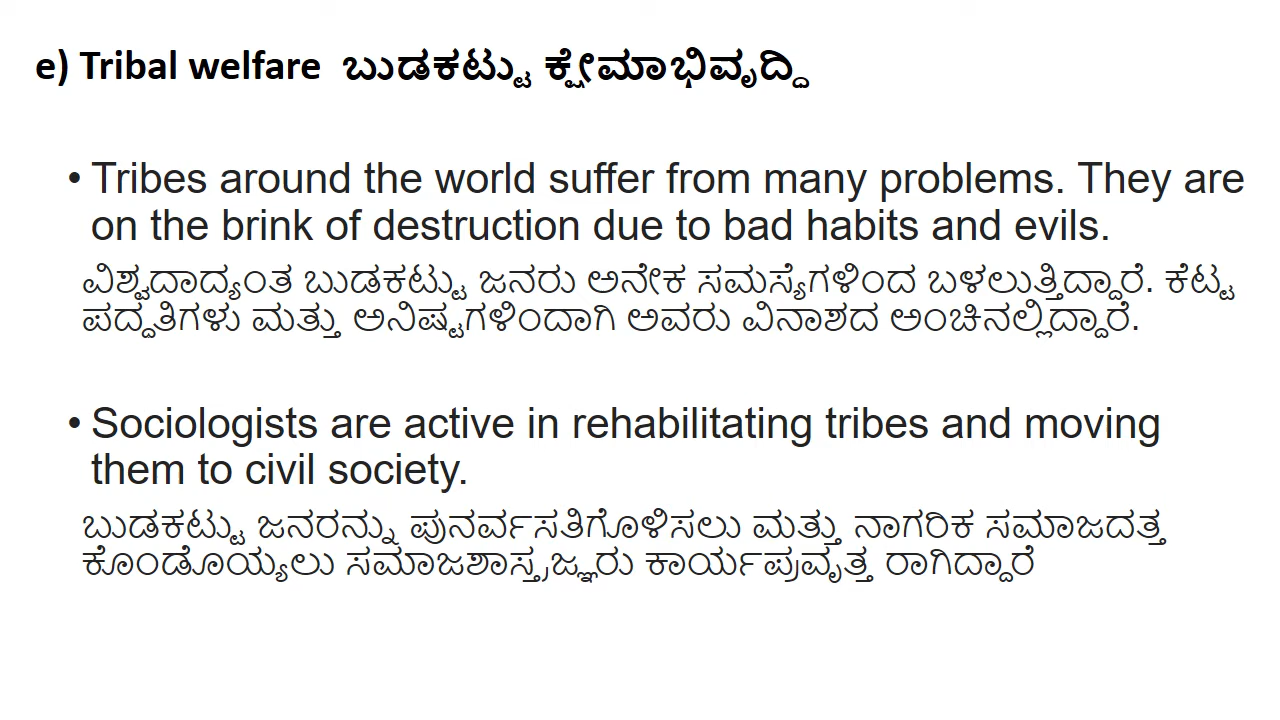 e) Tribal welfare ಬುಡಕಟ್ಟು ಕ್ಷೇಮಾಭಿವೃದ್ಧಿ
• Tribes around the world suffer from many problems. They are
on the brink of destruction due to bad habits and evils.
ವಿಶ್ವದಾದ್ಯಂತ ಬುಡಕಟ್ಟು ಜನರು ಅನೇಕ ಸಮಸ್ಯೆಗಳಿಂದ ಬಳಲುತ್ತಿದ್ದಾರೆ. ಕೆಟ್ಟ
ಪದ್ಧತಿಗಳು ಮತ್ತು ಅನಿಷ್ಟಗಳಿಂದಾಗಿ ಅವರು ವಿನಾಶದ ಅಂಚಿನಲ್ಲಿದ್ದಾರೆ.
• Sociologists are active in rehabilitating tribes and moving
them to civil society.
ಬುಡಕಟ್ಟು ಜನರನ್ನು ಪುನರ್ವಸತಿಗೊಳಿಸಲು ಮತ್ತು ನಾಗರಿಕ ಸಮಾಜದತ್ತ
ಕೊಂಡೊಯ್ಯಲು ಸಮಾಜಶಾಸ್ತ್ರಜ್ಞರು ಕಾರ್ಯಪ್ರವೃತ್ತ ರಾಗಿದ್ದಾರೆ